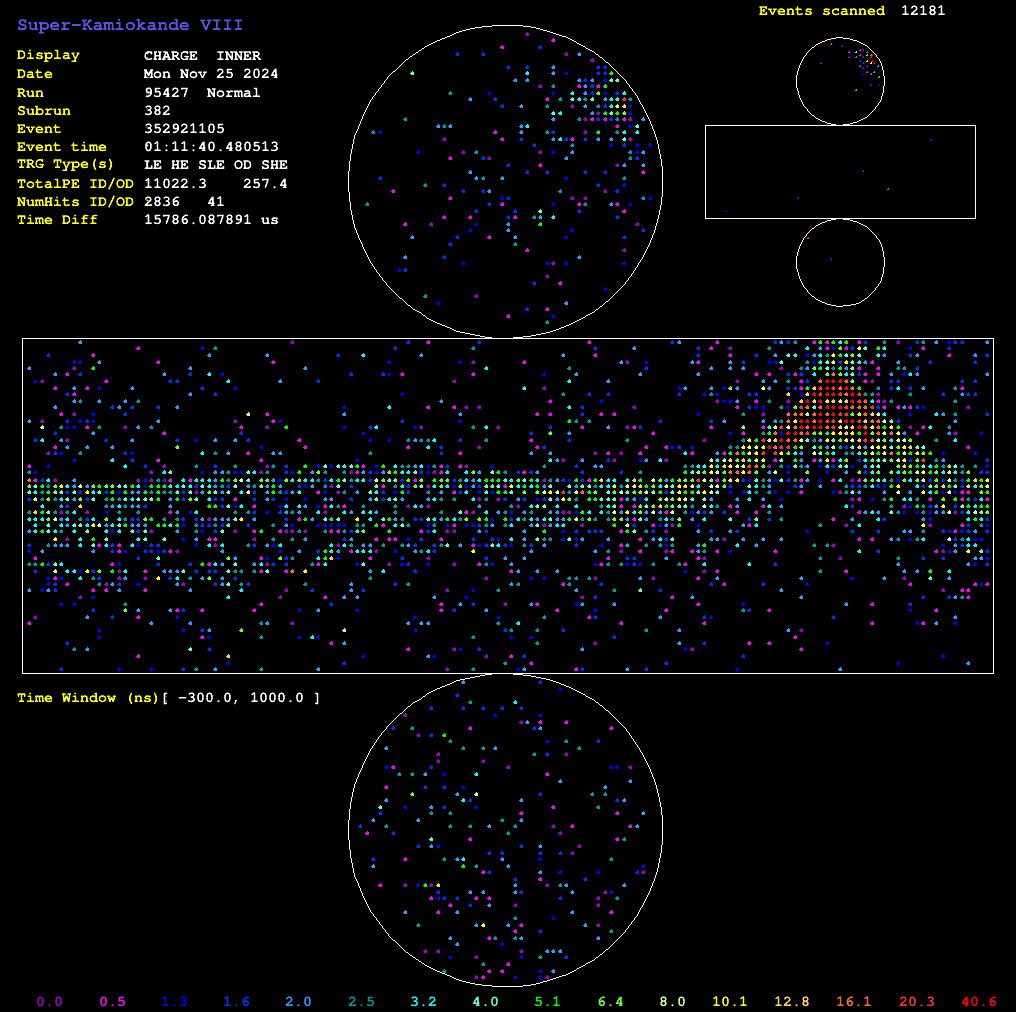 Super-Kamiokande VIII
Events scanned 12181
Display CHARGE INNER
Date Mon Nov 25 2024
Run 95427 Normal
Subrun 382
Event 352921105
Event time 01:11:40.480513
TRG Type(s) LE HE SLE OD SHE
TotalPE ID/OD 11022.3 257.4
NumHits ID/OD 2836 41
Time Diff 15786.087891 us
Time Window (ns)[ -300.0, 1000.0 ]
0.0 0.5 1.3 1.6 2.0 2.5 3.2 4.0 5.1 6.4 8.0 10.1 12.8 16.1 20.3 40.6